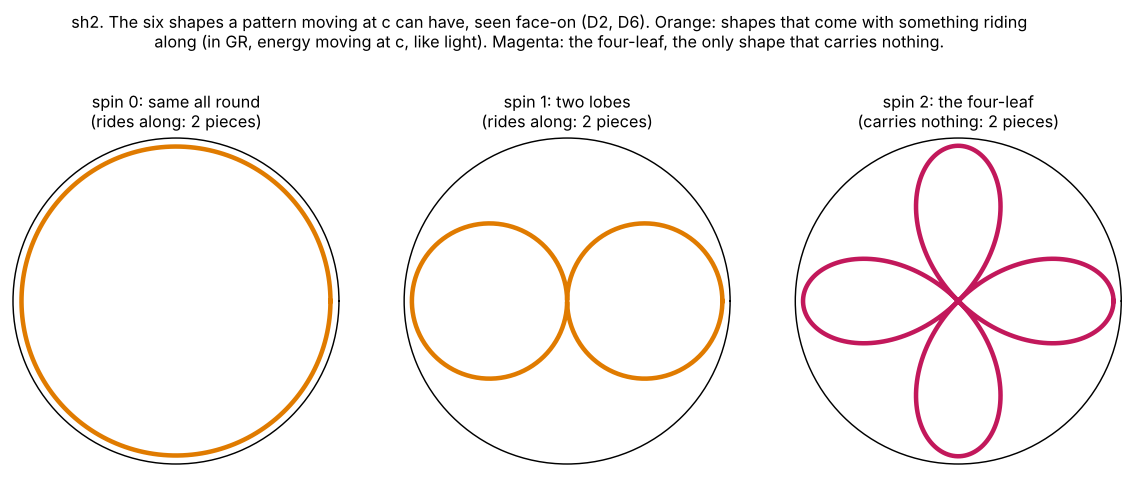 sh2. The six shapes a pattern moving at c can have, seen face-on (D2, D6). Orange: shapes that come with something riding
along (in GR, energy moving at c, like light). Magenta: the four-leaf, the only shape that carries nothing.
spin 0: same all round
(rides along: 2 pieces)
spin 1: two lobes
(rides along: 2 pieces)
spin 2: the four-leaf
(carries nothing: 2 pieces)